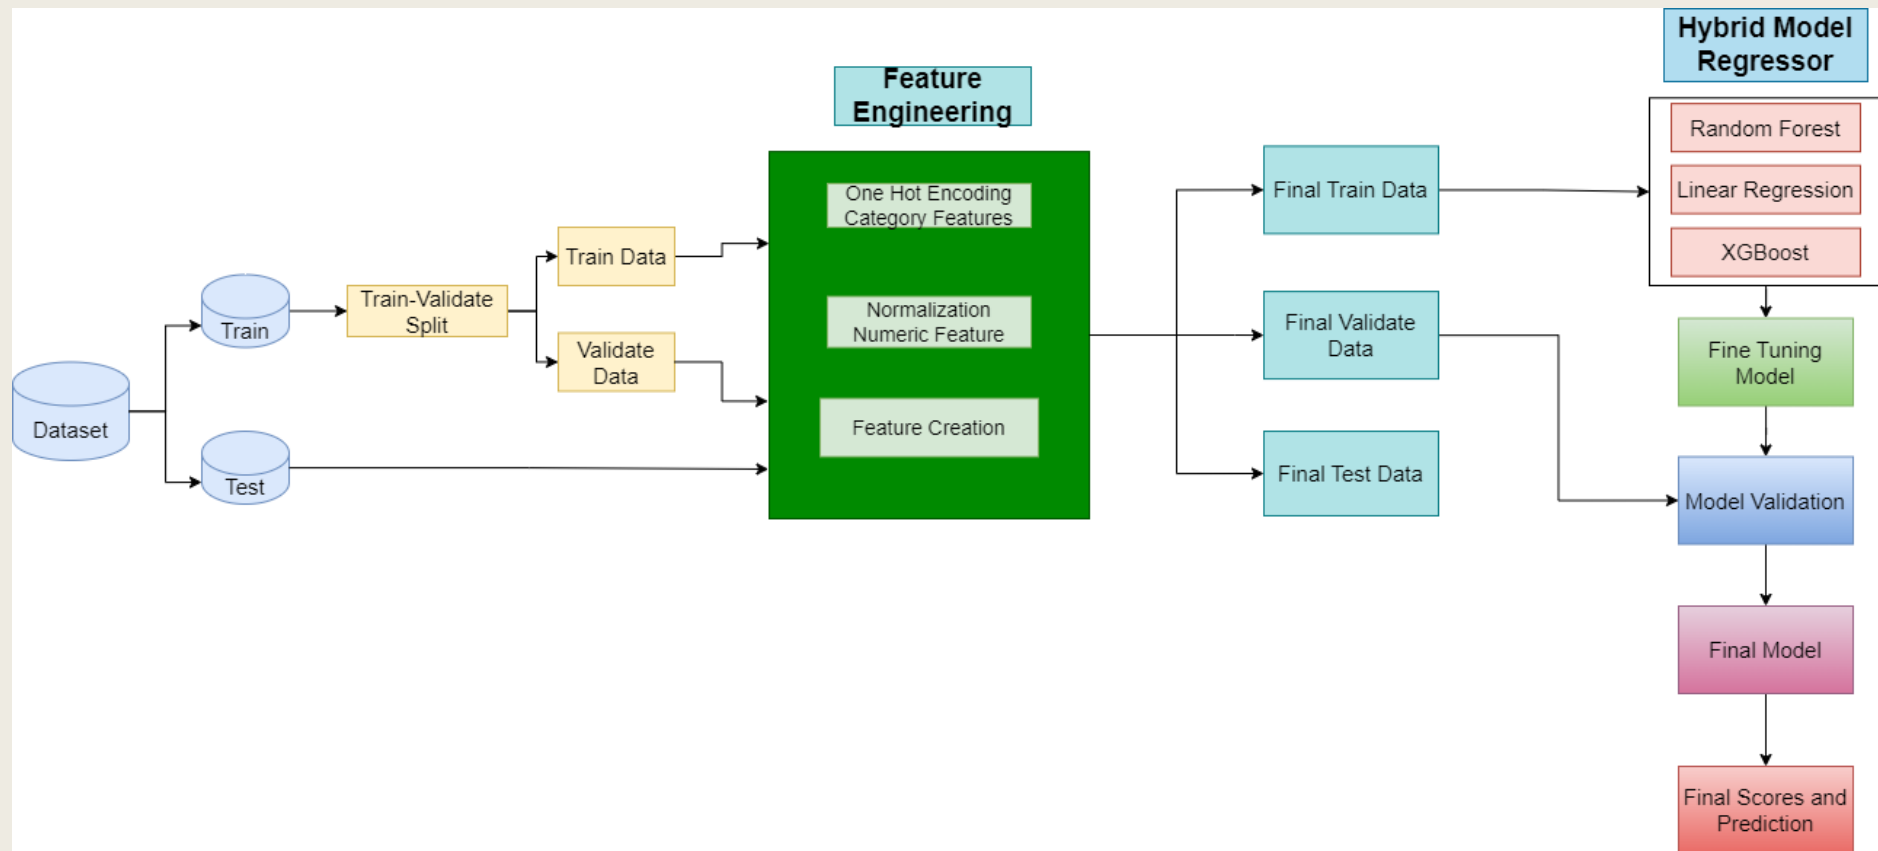 Hybrid Model
Regressor
Feature
Engineering
Random Forest
Linear Regression
XGBoost
One Hot Encoding
Category Features
Normalization
Numeric Feature
Feature Creation
Train Data
Validate
Data
Train-Validate
Split
Train
Dataset
Test
Final Train Data
Final Validate
Data
Final Test Data
Fine Tuning
Model
Model Validation
Final Model
Final Scores and
Prediction